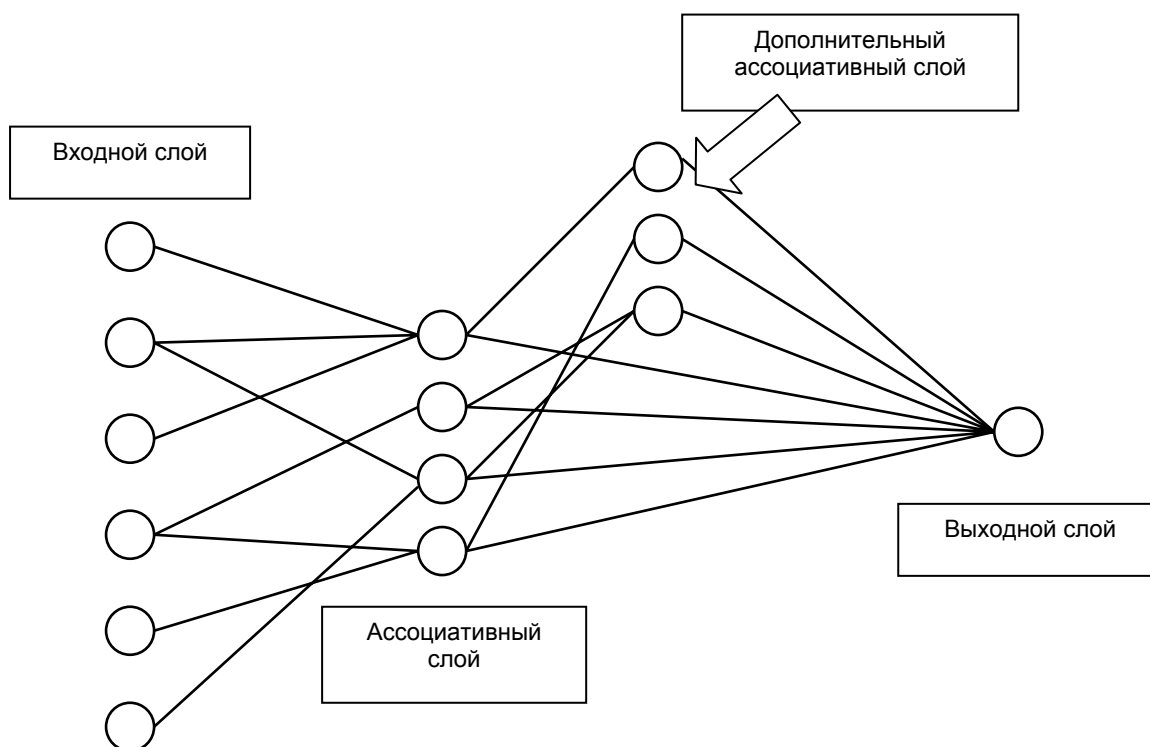 Дополнительный
ассоциативный слой
Входной слой
Выходной слой
Ассоциативный
слой